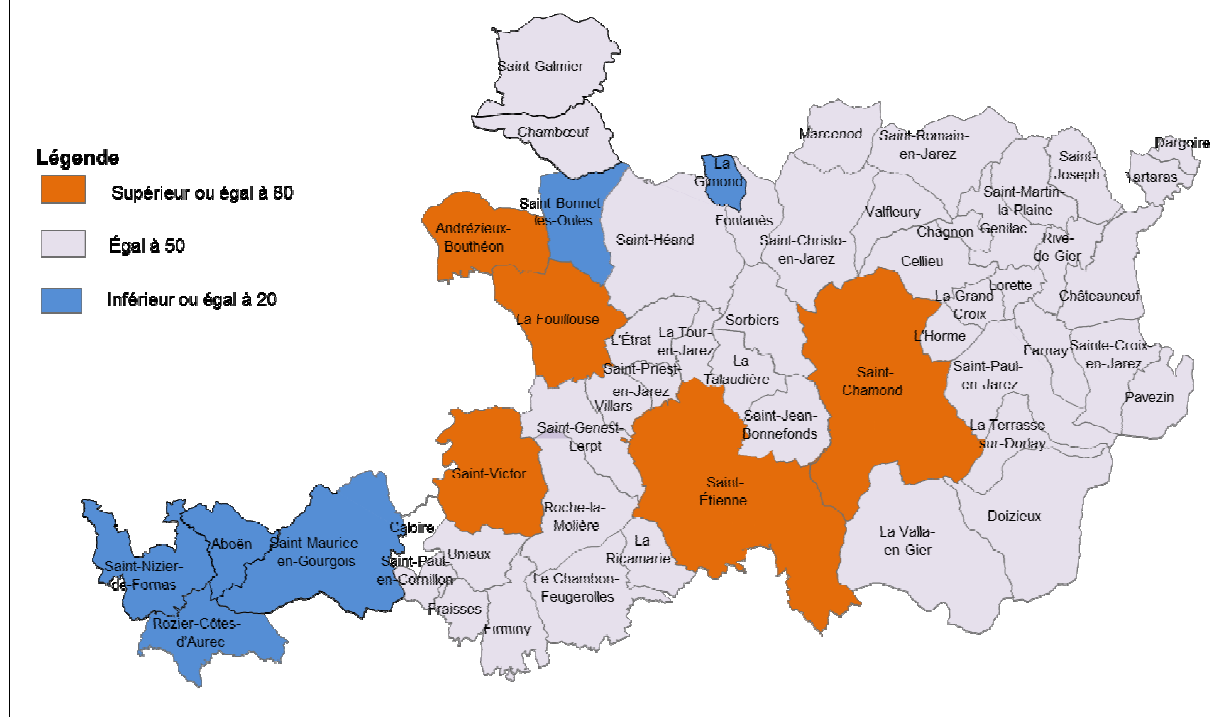 Saint Galmier
Chambœuf
Légende
Supérieur ou égal à 80
Égal à 50
Inférieur ou égal à 20
Saint Bonnet
les-Oules
Andrézieux-
Bouthéon
La Fouillouse
Saint-Héand
La
Gimond
Fontanès
Marcenod
Saint-Romain-
en-Jarez
Saint-Christo-
en-Jarez
Valfleury
Chagnon
Cellieu
Saint-Martin-
la-Plaine
Genilac
Saint-
Joseph
Dargoire
Tartaras
Rive-
de Gier
Châteauneuf
Lorette
La Grand
Croix
L'Horme
Farnay
Sainte-Croix-
en-Jarez
Pavezin
Saint-Paul-
en-Jarez
La Terrasse
sur-Dorlay
Doizieux
La Valla-
en-Gier
Saint-
Chamond
Sorbiers
L'Étrat
La Tour-
en-Jarez
La
Talaudière
Saint-Priest-
en-Jarez
Villars
Saint-Jean-
Bonnefonds
Saint-Genest-
Lerpt
Saint-
Étienne
Saint-Victor
Roche-la-
Molière
La
Ricamarie
Le Chambon-
Feugerolles
Unieux
Caloire
Saint-Paul-
en-Cornillon
Fraisses
Firminy
Saint Maurice
en-Gourgois
Aboën
Saint-Nizier-
de-Fornas
Rozier-Côtes-
d'Aurec